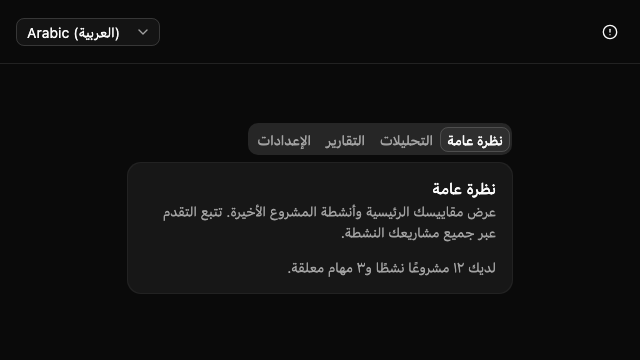 Arabic (العربية)
نظرة عامة التحليلات التقارير الإعدادات
نظرة عامة
عرض مقاييسك الرئيسية وأنشطة المشروع الأخيرة. تتبع التقدم
عبر جميع مشاريعك النشطة.
لديك ١٢ مشروعًا نشطًا و٣ مهام معلقة.